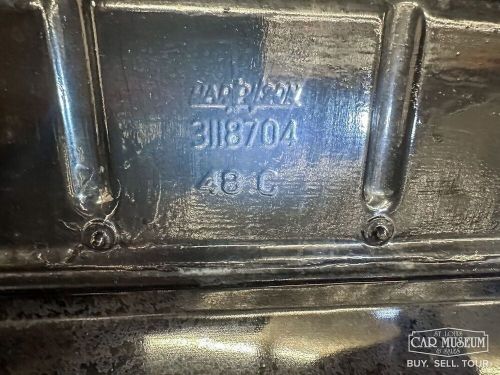 HARRISON
3118704
48 C
ST. LOUIS
CAR MUSEUM
& SALES
BUY. SELL. TOUR.